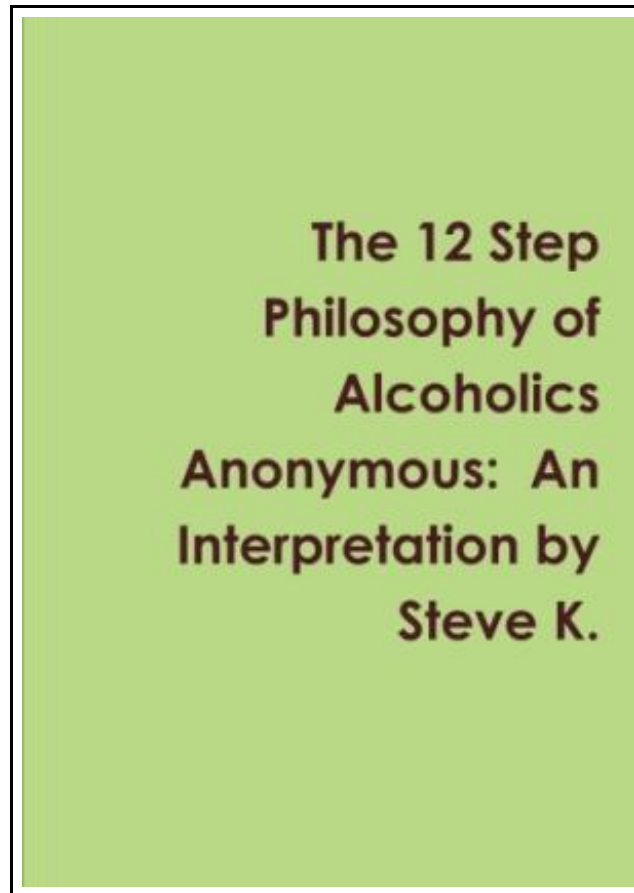 The 12 Step
Philosophy of
Alcoholics
Anonymous:  An
Interpretation by
Steve K.